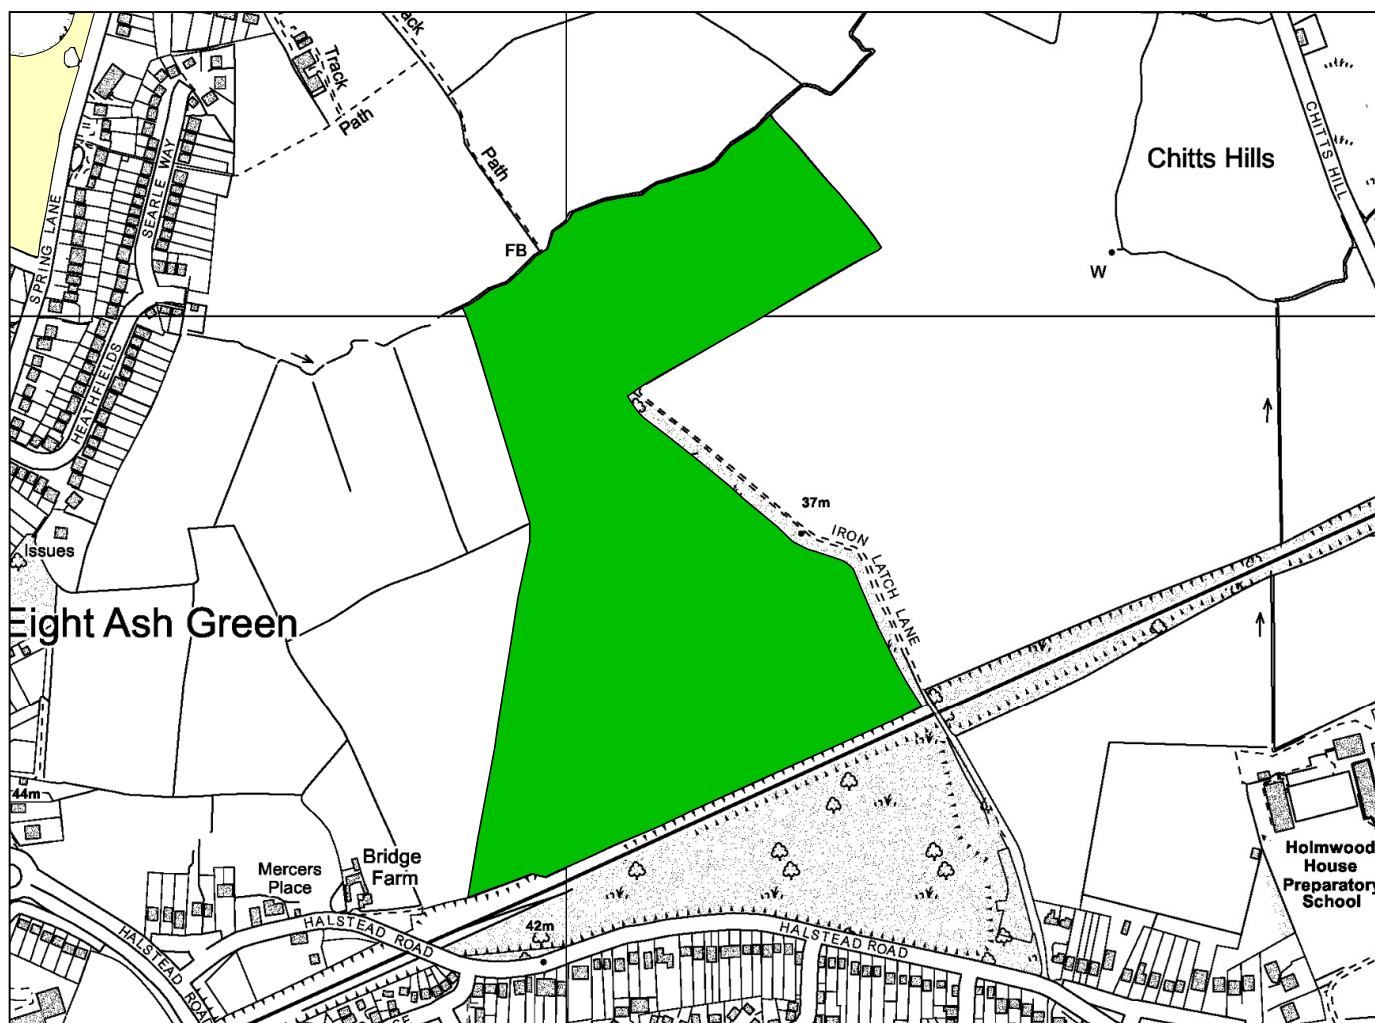 ack
Track
Path
Path
CHITTS HILL
Chitts Hills
SEARLE WAY
SPRING LANE
FB
W
HEATHFIELDS
37m
IRON LATCH LANE
Issues
Eight Ash Green
44m
Mercers
Place
Bridge
Farm
Holmwood
House
Preparatory
School
HALSTEAD ROAD
42m
HALSTEAD ROAD
HALSTEAD ROAD